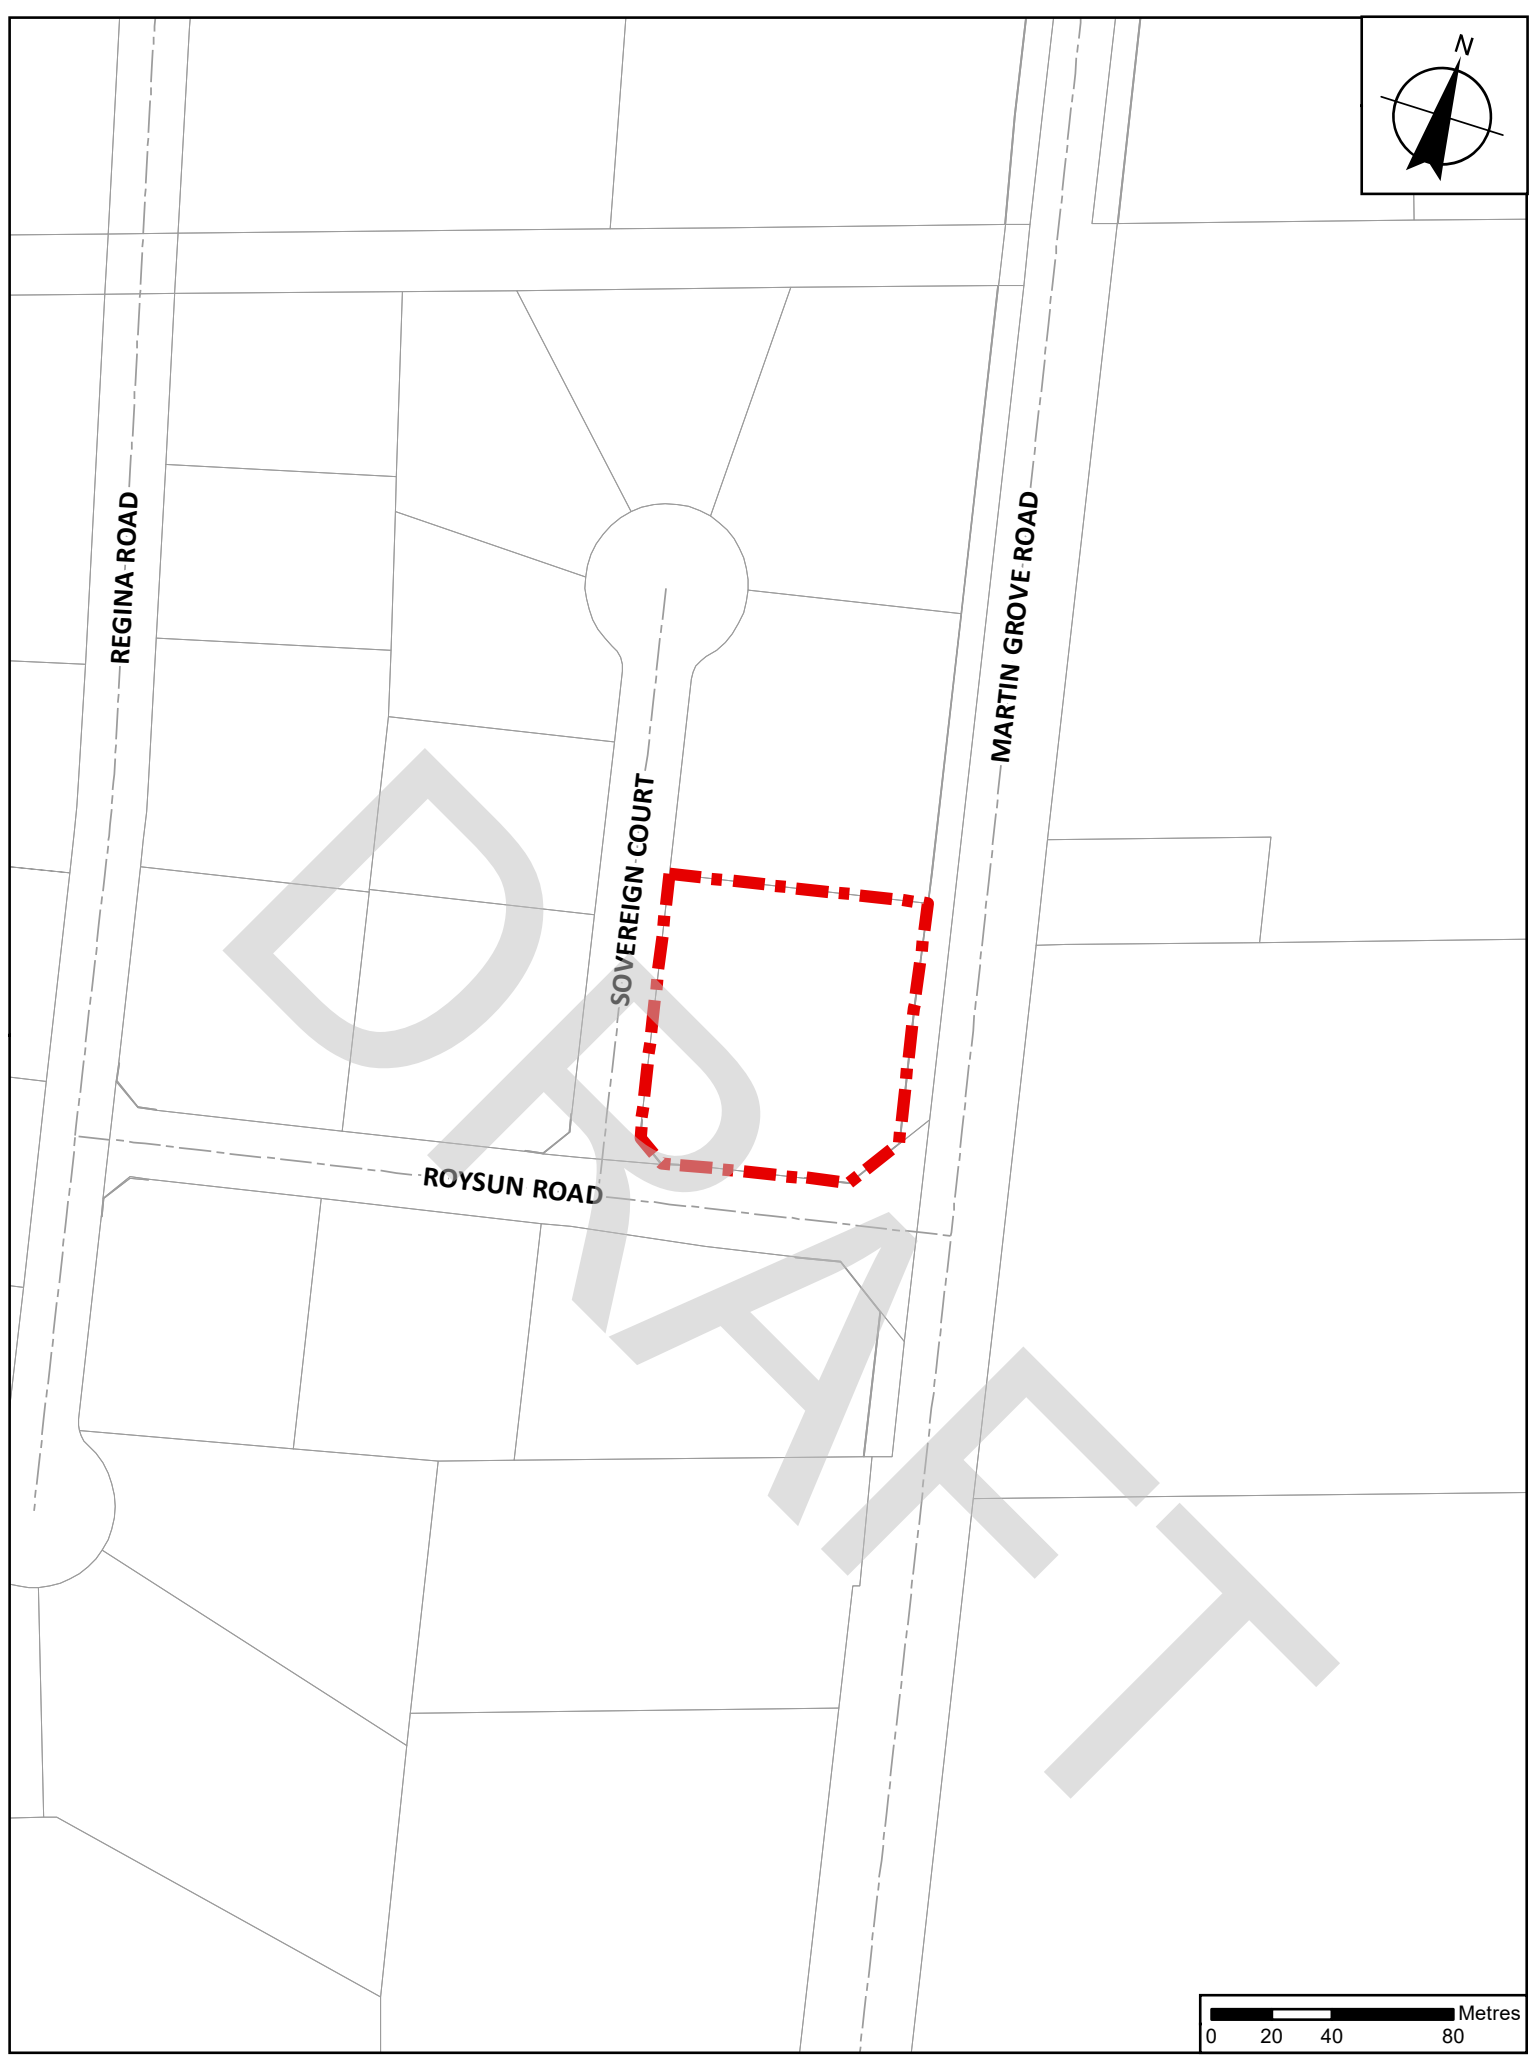 N
REGINA ROAD
MARTIN GROVE ROAD
SOVEREIGN COURT
ROYSUN ROAD
DRAFT
Metres
0 20 40 80